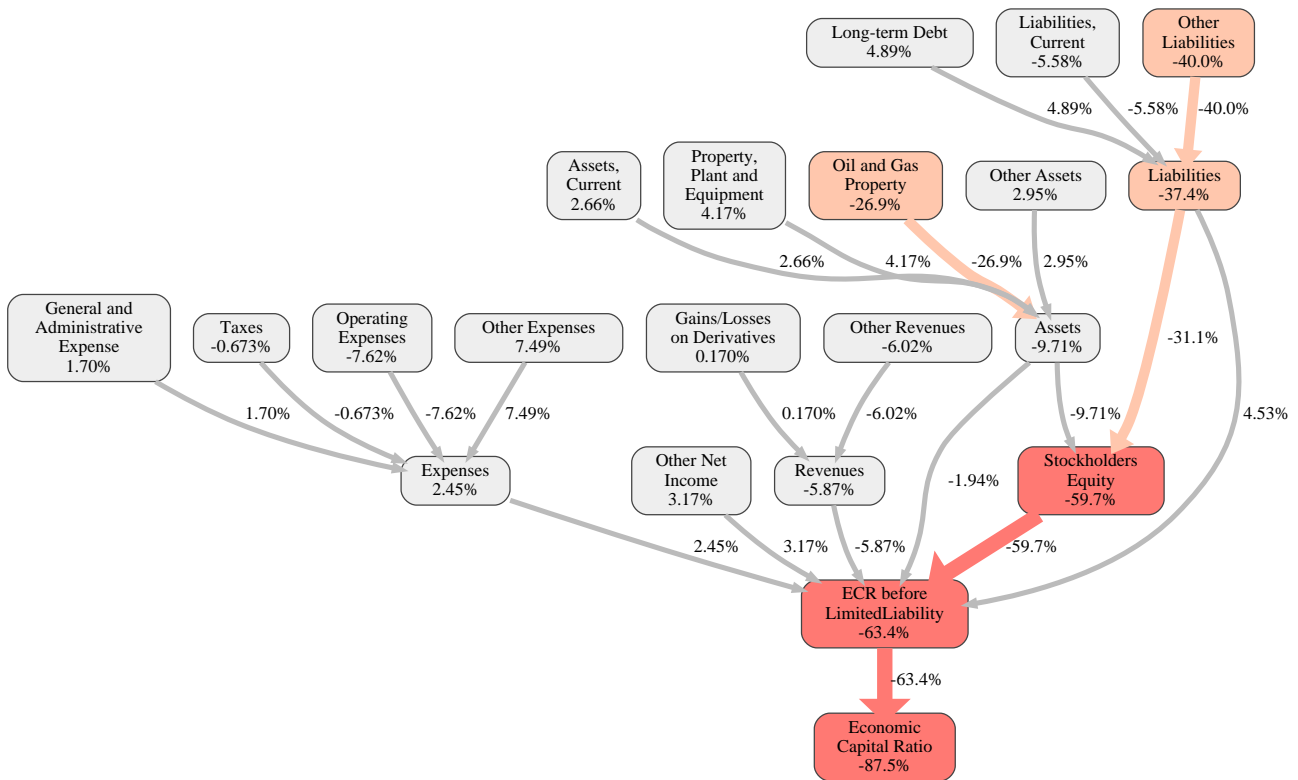 Long-term Debt
4.89%
Liabilities,
Current
-5.58%
Other
Liabilities
-40.0%
4.89%
-5.58%
-40.0%
Assets,
Current
2.66%
Property,
Plant and
Equipment
4.17%
Oil and Gas
Property
-26.9%
Other Assets
2.95%
Liabilities
-37.4%
2.66%
4.17%
-26.9%
2.95%
General and
Administrative
Expense
1.70%
Taxes
-0.673%
Operating
Expenses
-7.62%
Other Expenses
7.49%
Gains/Losses
on Derivatives
0.170%
Other Revenues
-6.02%
Assets
-9.71%
-31.1%
1.70%
-0.673%
-7.62%
7.49%
0.170%
-6.02%
-9.71%
4.53%
Expenses
2.45%
Other Net
Income
3.17%
Revenues
-5.87%
-1.94%
Stockholders
Equity
-59.7%
2.45%
3.17%
-5.87%
-59.7%
ECR before
LimitedLiability
-63.4%
-63.4%
Economic
Capital Ratio
-87.5%